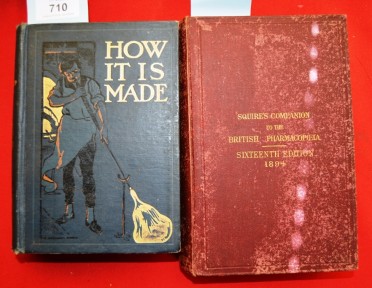 710
HOW
IT IS
MADE
SQUIRE'S COMPANION
TO THE
BRITISH PHARMACOPŒIA.
SIXTEENTH EDITION
1894